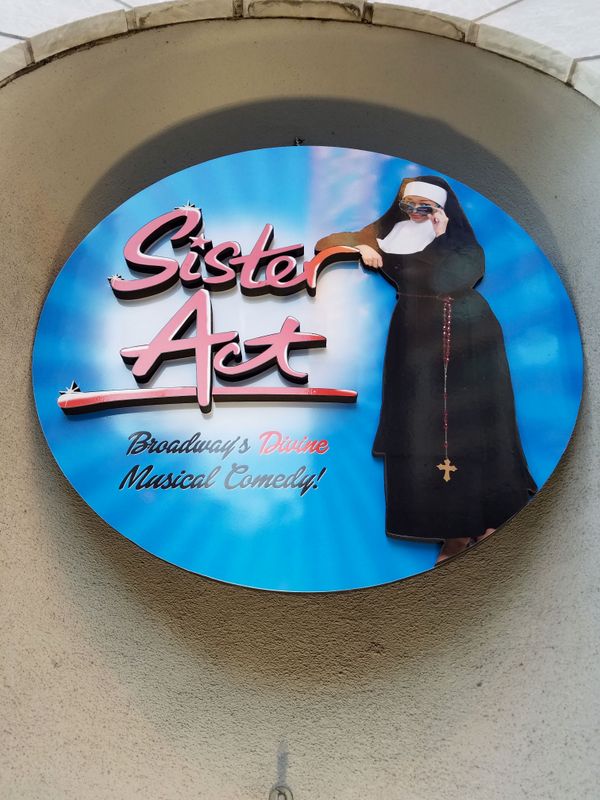 Sister
Act
Broadway's Divine
Musical Comedy!